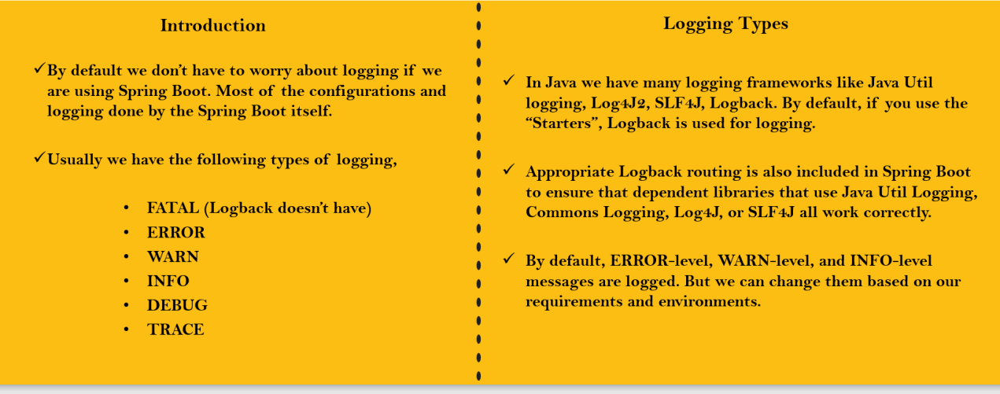 Introduction
✓By default we don't have to worry about logging if we
are using Spring Boot. Most of the configurations and
logging done by the Spring Boot itself.
✓Usually we have the following types of logging,
• FATAL (Logback doesn't have)
• ERROR
• WARN
• INFO
• DEBUG
• TRACE
Logging Types
✓ In Java we have many logging frameworks like Java Util
logging, Log4J2, SLF4J, Logback. By default, if you use the
“Starters”, Logback is used for logging.
✓ Appropriate Logback routing is also included in Spring Boot
to ensure that dependent libraries that use Java Util Logging,
Commons Logging, Log4J, or SLF4J all work correctly.
✓ By default, ERROR-level, WARN-level, and INFO-level
messages are logged. But we can change them based on our
requirements and environments.